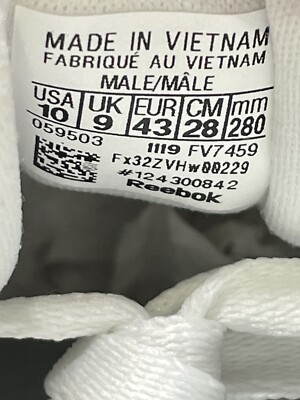 MADE IN VIETNAM
FABRIQUÉ AU VIETNAM
MALE/MÂLE
USA UK EUR CM mm
10 9 43 28 280
059503
1119 FV7459
Fx32ZVHw00229
#124300842
Reebok